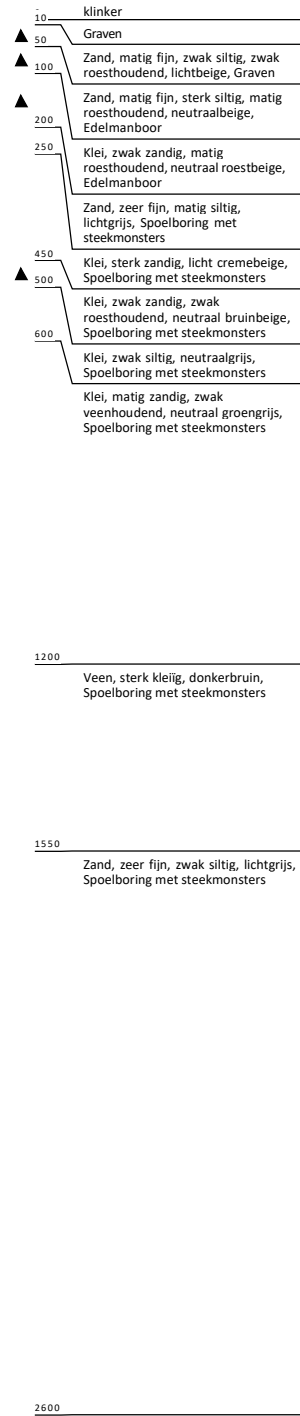 -
klinker
10
Graven
50
Zand, matig fijn, zwak siltig, zwak
roesthoudend, lichtbeige, Graven
100
Zand, matig fijn, sterk siltig, matig
roesthoudend, neutraalbeige,
Edelmanboor
200
Klei, zwak zandig, matig
roesthoudend, neutraal roestbeige,
Edelmanboor
250
Zand, zeer fijn, matig siltig,
lichtgrijs, Spoelboring met
steekmonsters
450
Klei, sterk zandig, licht cremebeige,
Spoelboring met steekmonsters
500
Klei, zwak zandig, zwak
roesthoudend, neutraal bruinbeige,
Spoelboring met steekmonsters
600
Klei, zwak siltig, neutraalgrijs,
Spoelboring met steekmonsters
Klei, matig zandig, zwak
veenhoudend, neutraal groengrijs,
Spoelboring met steekmonsters
1200
Veen, sterk kleiïg, donkerbruin,
Spoelboring met steekmonsters
1550
Zand, zeer fijn, zwak siltig, lichtgrijs,
Spoelboring met steekmonsters
2600